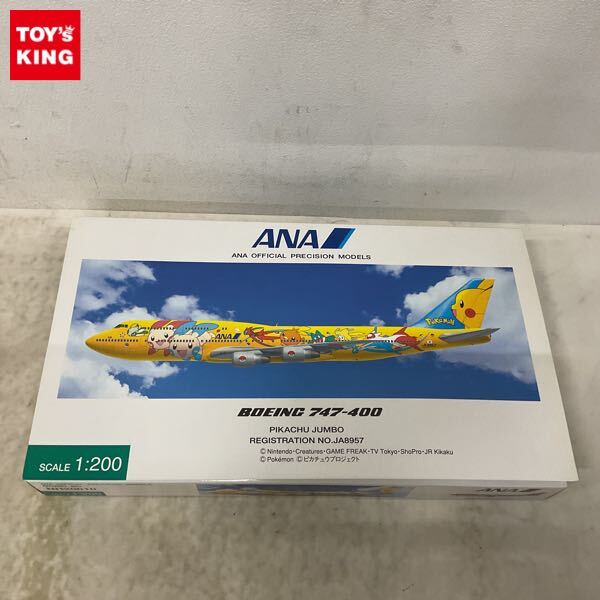 TOY's
KING
ANA
ANA OFFICIAL PRECISION MODELS
Pokémon
ANA
BOEING 747-400
PIKACHU JUMBO
REGISTRATION NO.JA8957
© Nintendo・Creatures・GAME FREAK・TV Tokyo・ShoPro・JR Kikaku
© Pokémon © ピカチュウプロジェクト
SCALE 1:200
ANA